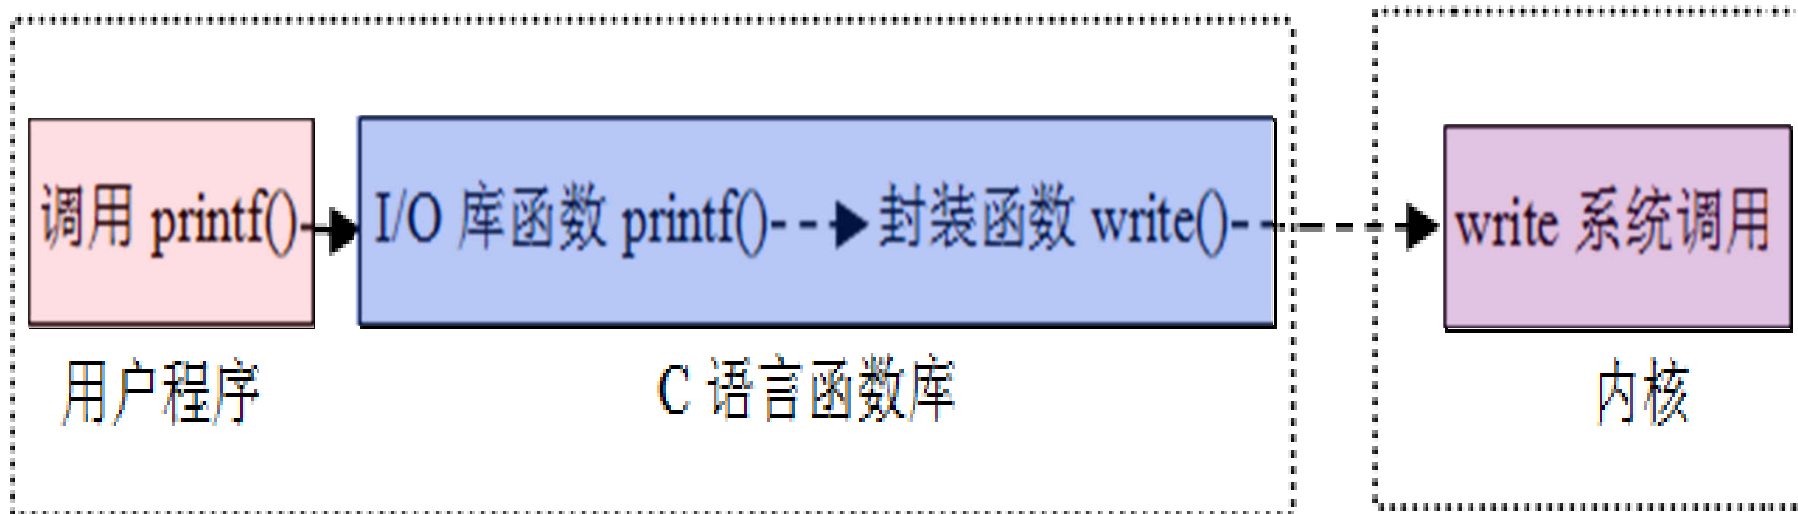 调用 printf() I/O 库函数 printf() 封装函数 write() write 系统调用
用户程序 C 语言函数库 内核